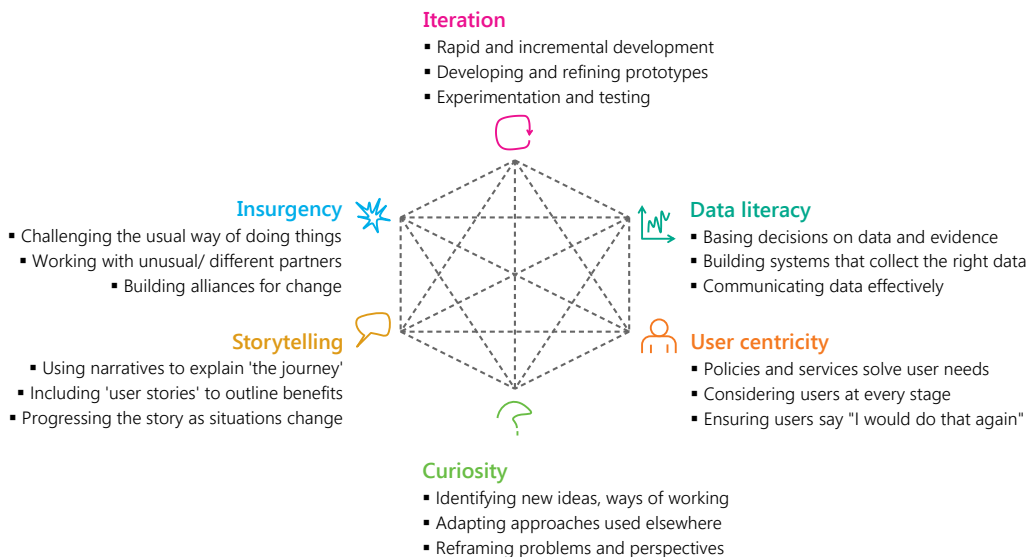 Iteration
▪ Rapid and incremental development
▪ Developing and refining prototypes
▪ Experimentation and testing
Insurgency
▪ Challenging the usual way of doing things
▪ Working with unusual/ different partners
▪ Building alliances for change
Data literacy
▪ Basing decisions on data and evidence
▪ Building systems that collect the right data
▪ Communicating data effectively
Storytelling
▪ Using narratives to explain 'the journey'
▪ Including 'user stories' to outline benefits
▪ Progressing the story as situations change
User centricity
▪ Policies and services solve user needs
▪ Considering users at every stage
▪ Ensuring users say "I would do that again"
Curiosity
▪ Identifying new ideas, ways of working
▪ Adapting approaches used elsewhere
▪ Reframing problems and perspectives